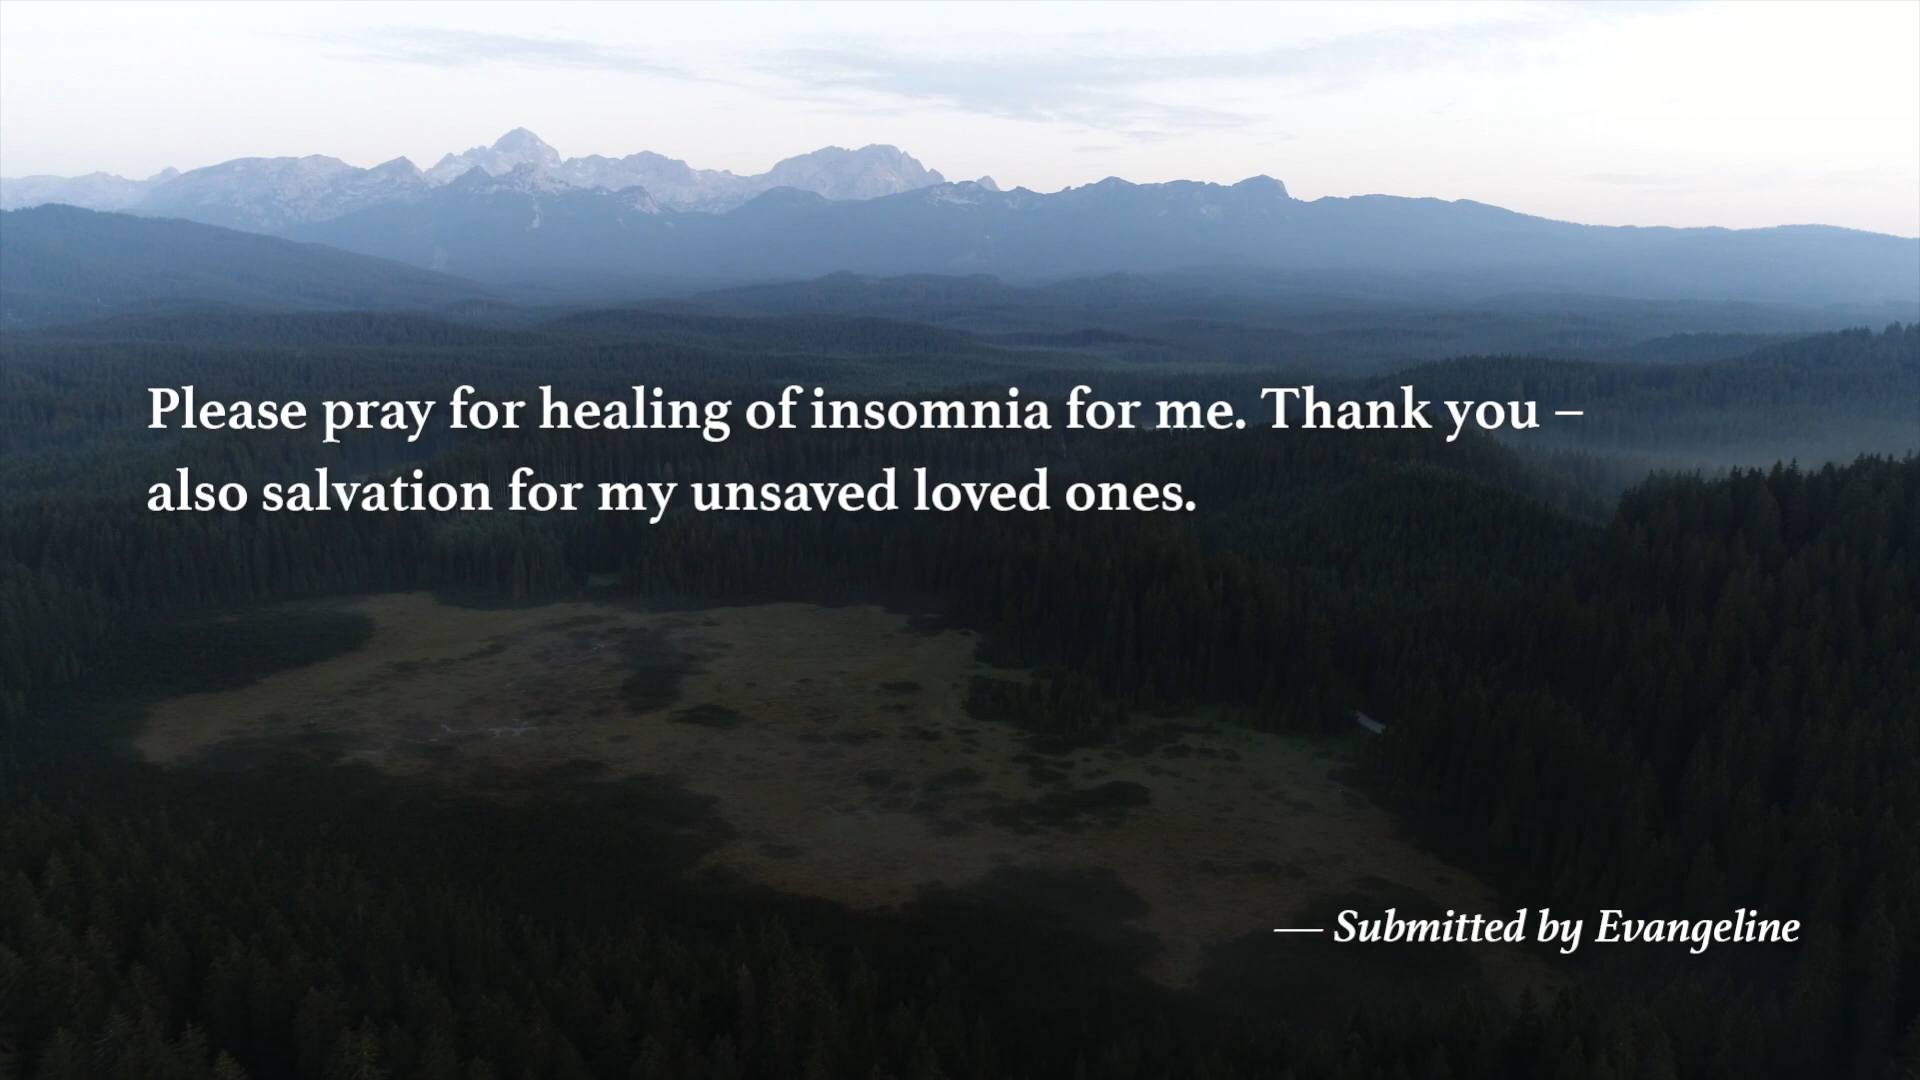 Please pray for healing of insomnia for me. Thank you –
also salvation for my unsaved loved ones.
— Submitted by Evangeline